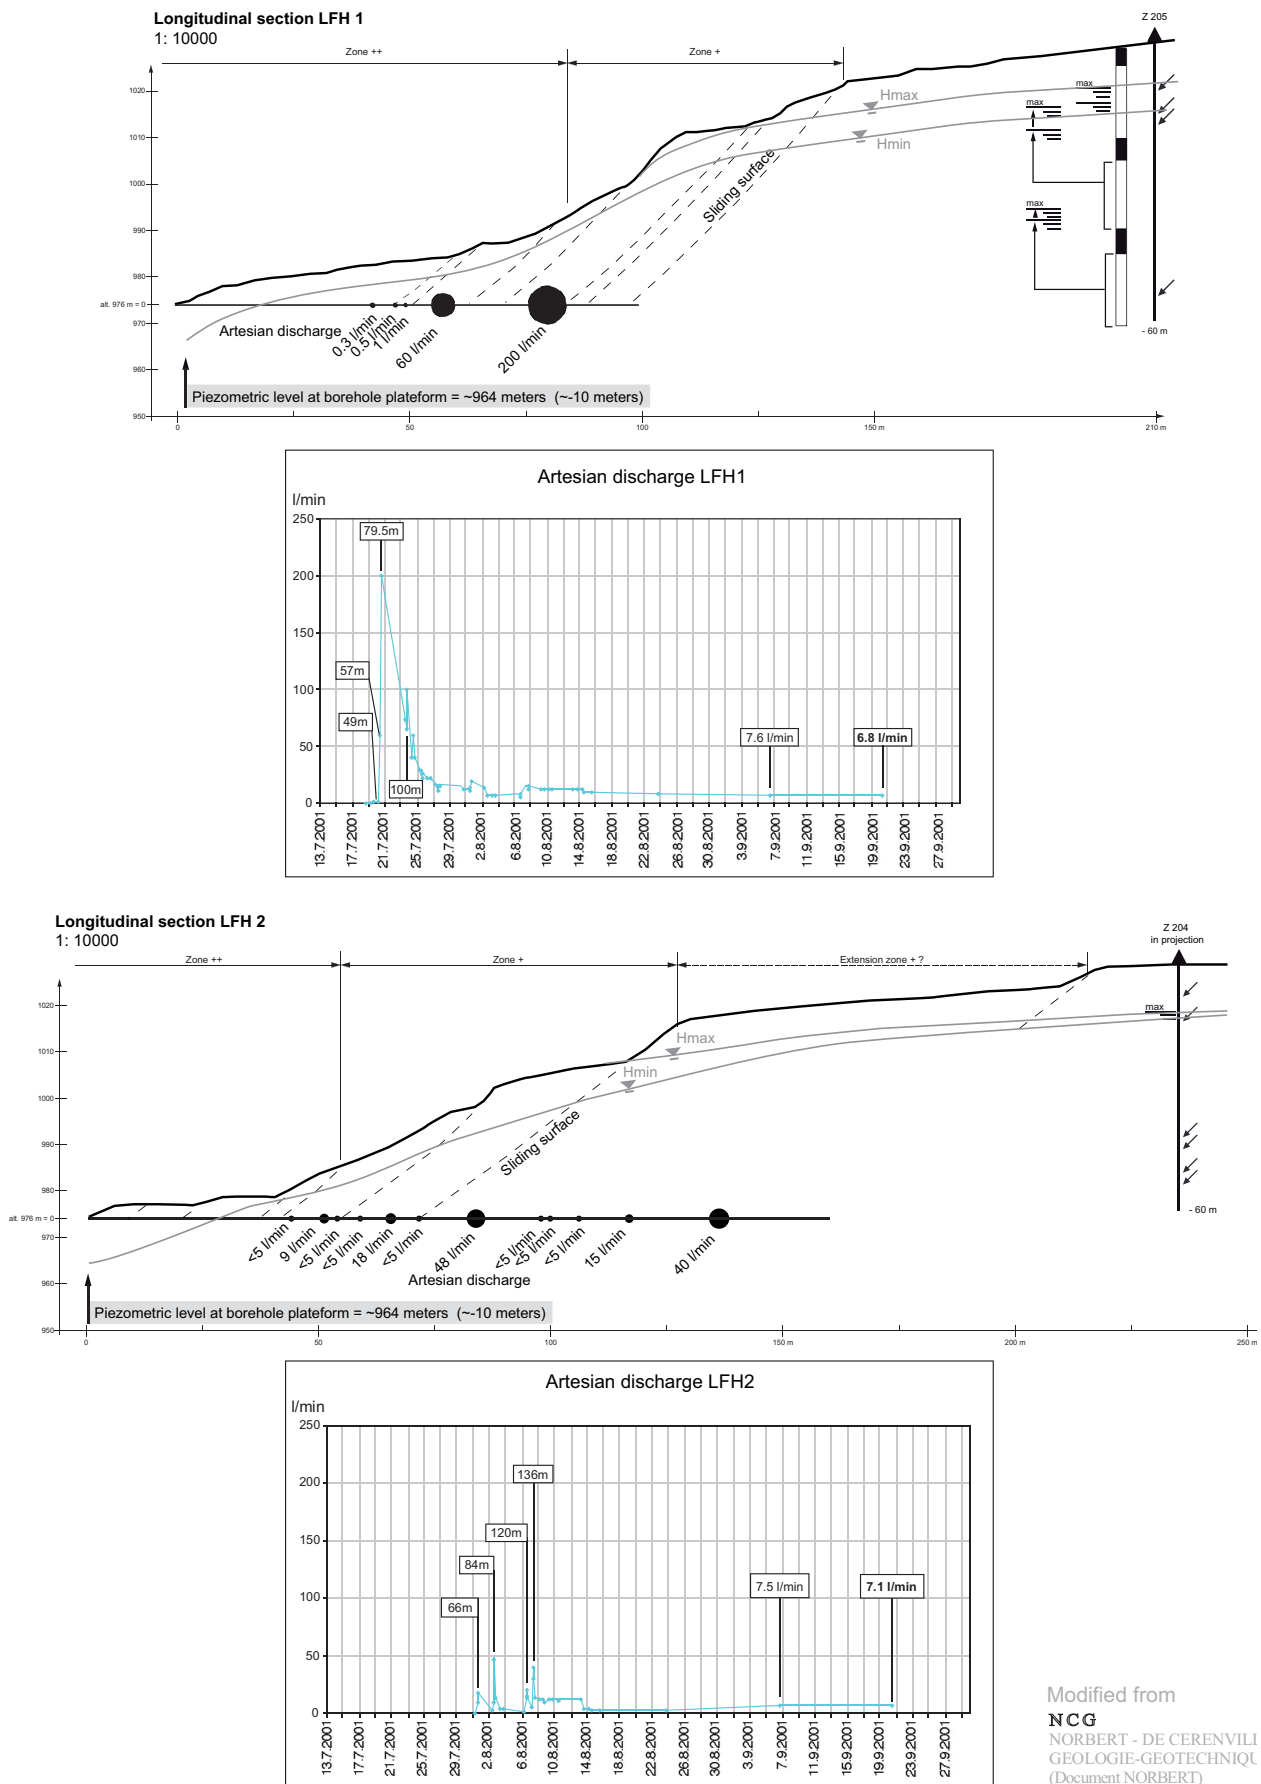 Longitudinal section LFH 1
1: 10000
Z 205
Zone ++
Zone +
1020
1010
1000
990
980
alt. 976 m = 0
970
960
950
Hmax
Hmin
max
max
max
Sliding surface
Artesian discharge
0.3 l/min
0.5 l/min
1 l/min
60 l/min
200 l/min
- 60 m
Piezometric level at borehole plateform = ~964 meters (~-10 meters)
0
50
100
150 m
210 m
Artesian discharge LFH1
l/min
250
200
150
100
50
0
79.5m
57m
49m
100m
7.6 l/min
6.8 l/min
13.7.2001
17.7.2001
21.7.2001
25.7.2001
29.7.2001
2.8.2001
6.8.2001
10.8.2001
14.8.2001
18.8.2001
22.8.2001
26.8.2001
30.8.2001
3.9.2001
7.9.2001
11.9.2001
15.9.2001
19.9.2001
23.9.2001
27.9.2001
Longitudinal section LFH 2
1: 10000
Z 204
in projection
Zone ++
Zone +
Extension zone + ?
1020
1010
1000
990
980
alt. 976 m = 0
970
960
950
Hmax
Hmin
max
Sliding surface
<5 l/min
9 l/min
<5 l/min
<5 l/min
18 l/min
<5 l/min
48 l/min
<5 l/min
<5 l/min
<5 l/min
15 l/min
40 l/min
- 60 m
Artesian discharge
Piezometric level at borehole plateform = ~964 meters (~-10 meters)
0
50
100
150 m
200 m
250 m
Artesian discharge LFH2
l/min
250
200
150
100
50
0
136m
120m
84m
66m
7.5 l/min
7.1 l/min
13.7.2001
17.7.2001
21.7.2001
25.7.2001
29.7.2001
2.8.2001
6.8.2001
10.8.2001
14.8.2001
18.8.2001
22.8.2001
26.8.2001
30.8.2001
3.9.2001
7.9.2001
11.9.2001
15.9.2001
19.9.2001
23.9.2001
27.9.2001
Modified from
NCG
NORBERT - DE CERENVILL
GEOLOGIE-GEOTECHNIQU
(Document NORBERT)